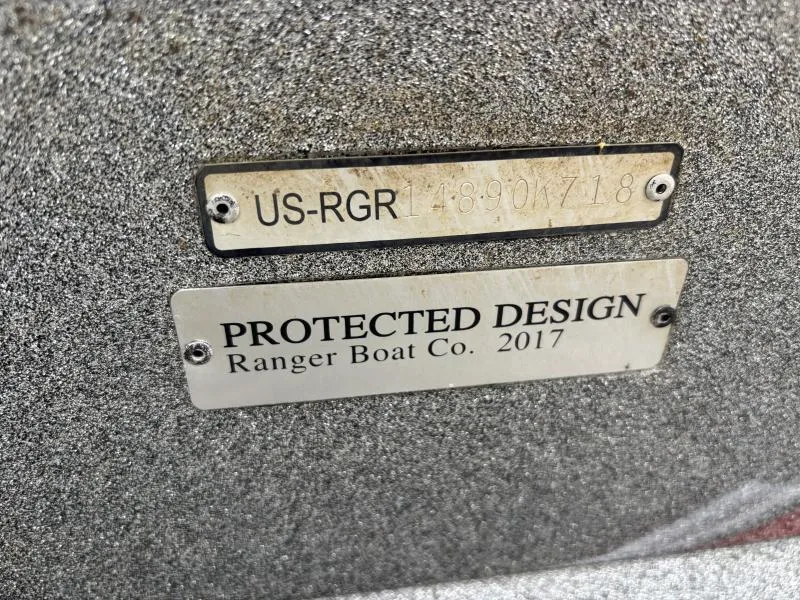 US-RGR14890K718
PROTECTED DESIGN
Ranger Boat Co. 2017